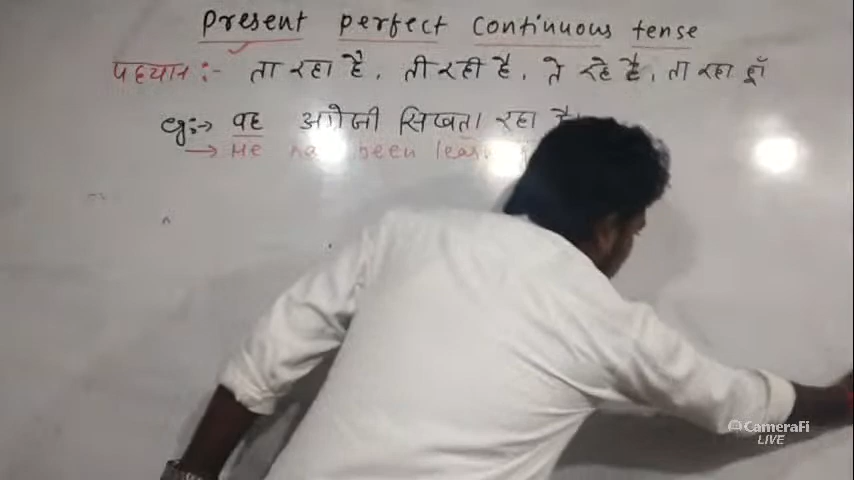 Present perfect continuous tense
पहचान :- ता रहा है, ती रही है, ते रहे है, ता रहा हूँ
eg:→ वह अंग्रेजी सिखता रहा है।
→ He has been
CameraFi
LIVE